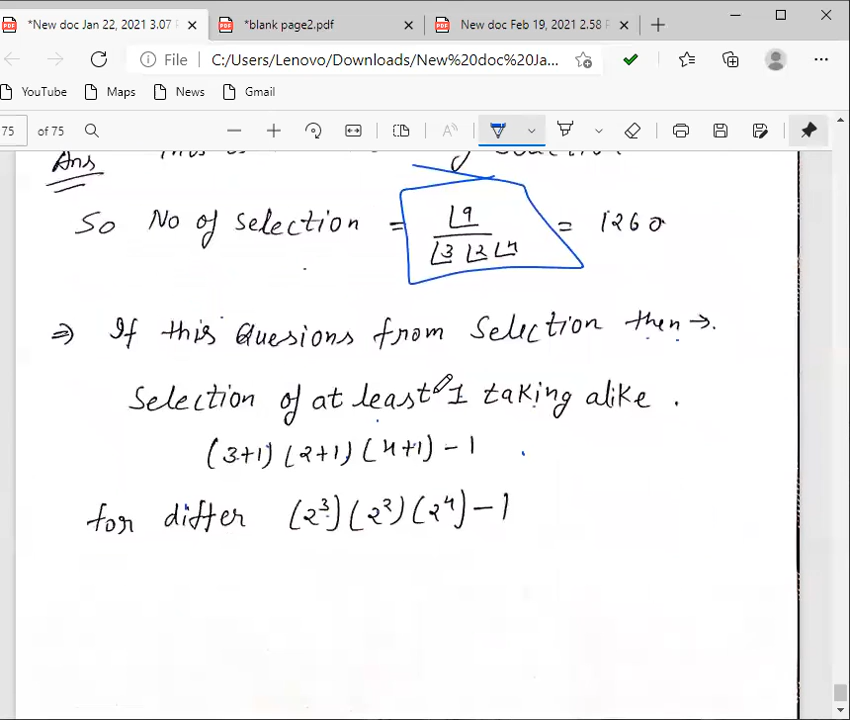 *New doc Jan 22, 2021 3.07
*blank page2.pdf
New doc Feb 19, 2021 2.58
File C:/Users/Lenovo/Downloads/New%20doc%20Ja...
YouTube Maps News Gmail
75 of 75
Ans This is
So No of selection = ⌊9 / ⌊3 ⌊2 ⌊4 = 1260
⇒ If this Quesions from Selection then →.
Selection of at least 1 taking alike .
(3+1) (2+1) (4+1) - 1
for differ (2³) (2²) (2⁴) - 1